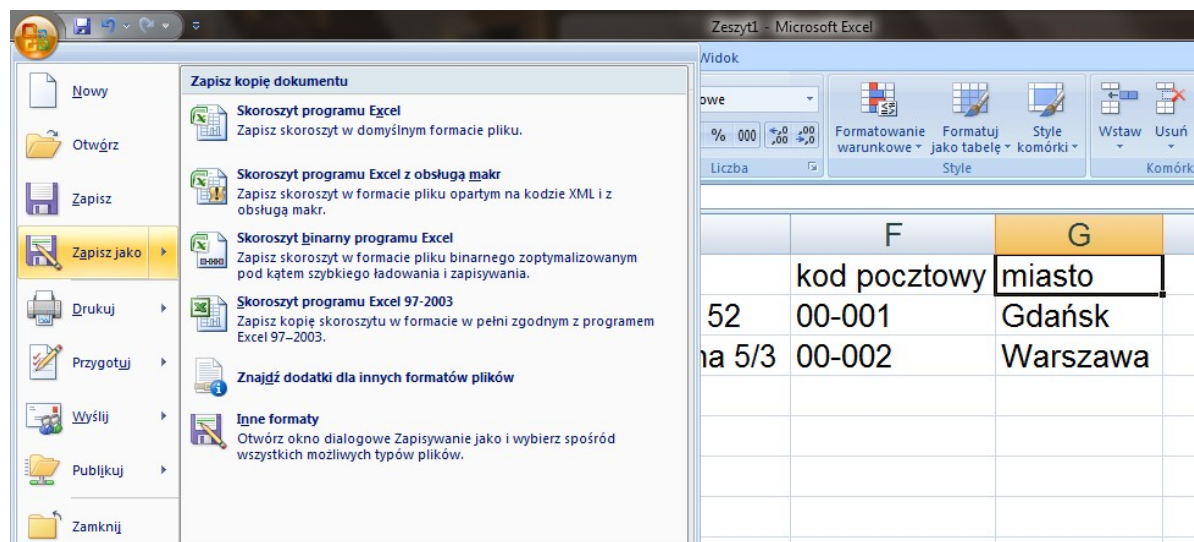 Zeszyt1 - Microsoft Excel
Widok
Nowy
Otwórz
Zapisz
Zapisz jako
Drukuj
Przygotuj
Wyślij
Publikuj
Zamknij
Zapisz kopię dokumentu
Skoroszyt programu Excel
Zapisz skoroszyt w domyślnym formacie pliku.
Skoroszyt programu Excel z obsługą makr
Zapisz skoroszyt w formacie pliku opartym na kodzie XML i z
obsługą makr.
Skoroszyt binarny programu Excel
Zapisz skoroszyt w formacie pliku binarnego zoptymalizowanym
pod kątem szybkiego ładowania i zapisywania.
Skoroszyt programu Excel 97-2003
Zapisz kopię skoroszytu w formacie w pełni zgodnym z programem
Excel 97–2003.
Znajdź dodatki dla innych formatów plików
Inne formaty
Otwórz okno dialogowe Zapisywanie jako i wybierz spośród
wszystkich możliwych typów plików.
owe
% 000 ,0 ,00 ,00 ,0
Liczba
Formatowanie warunkowe
Formatuj jako tabelę
Style komórki
Style
Wstaw Usuń
Komórk
F G
kod pocztowy miasto
52 00-001 Gdańsk
na 5/3 00-002 Warszawa